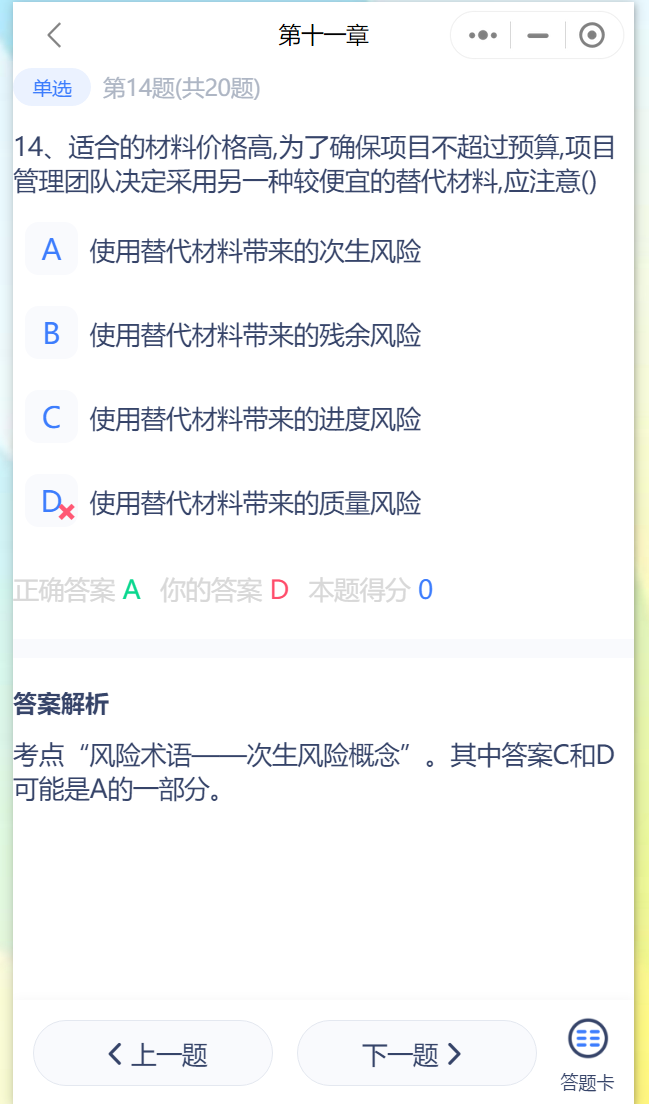 第十一章
单选 第14题(共20题)
14、适合的材料价格高,为了确保项目不超过预算,项目
管理团队决定采用另一种较便宜的替代材料,应注意()
A 使用替代材料带来的次生风险
B 使用替代材料带来的残余风险
C 使用替代材料带来的进度风险
D 使用替代材料带来的质量风险
正确答案 A 你的答案 D 本题得分 0
答案解析
考点“风险术语——次生风险概念”。其中答案C和D
可能是A的一部分。
上一题 下一题
答题卡